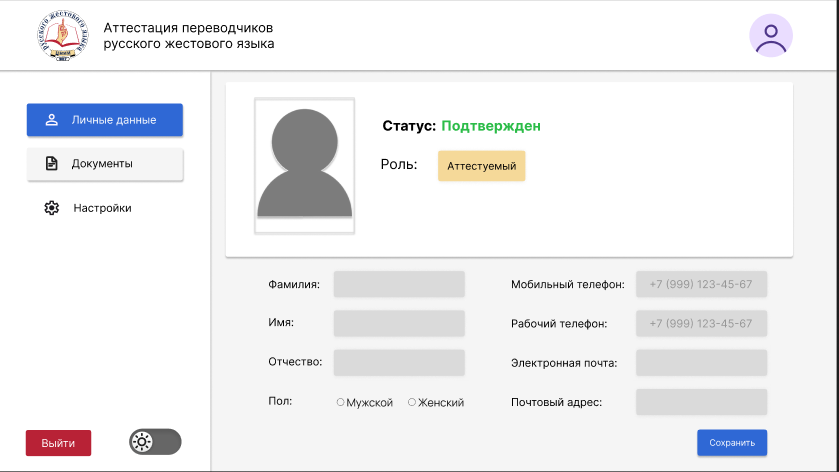 Русского жестового языка
Аттестация переводчиков
русского жестового языка
Личные данные
Документы
Настройки
Выйти
Статус: Подтвержден
Роль: Аттестуемый
Фамилия:
Имя:
Отчество:
Пол: Мужской Женский
Мобильный телефон: +7 (999) 123-45-67
Рабочий телефон: +7 (999) 123-45-67
Электронная почта:
Почтовый адрес:
Сохранить